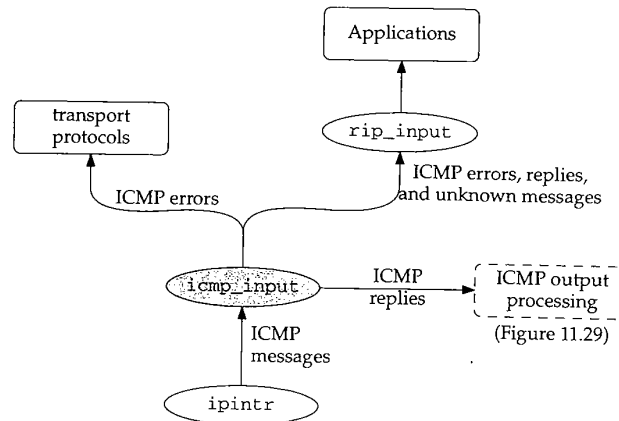 Applications
transport
protocols
rip_input
ICMP errors
ICMP errors, replies,
and unknown messages
icmp_input
ICMP
replies
ICMP output
processing
(Figure 11.29)
ICMP
messages
ipintr